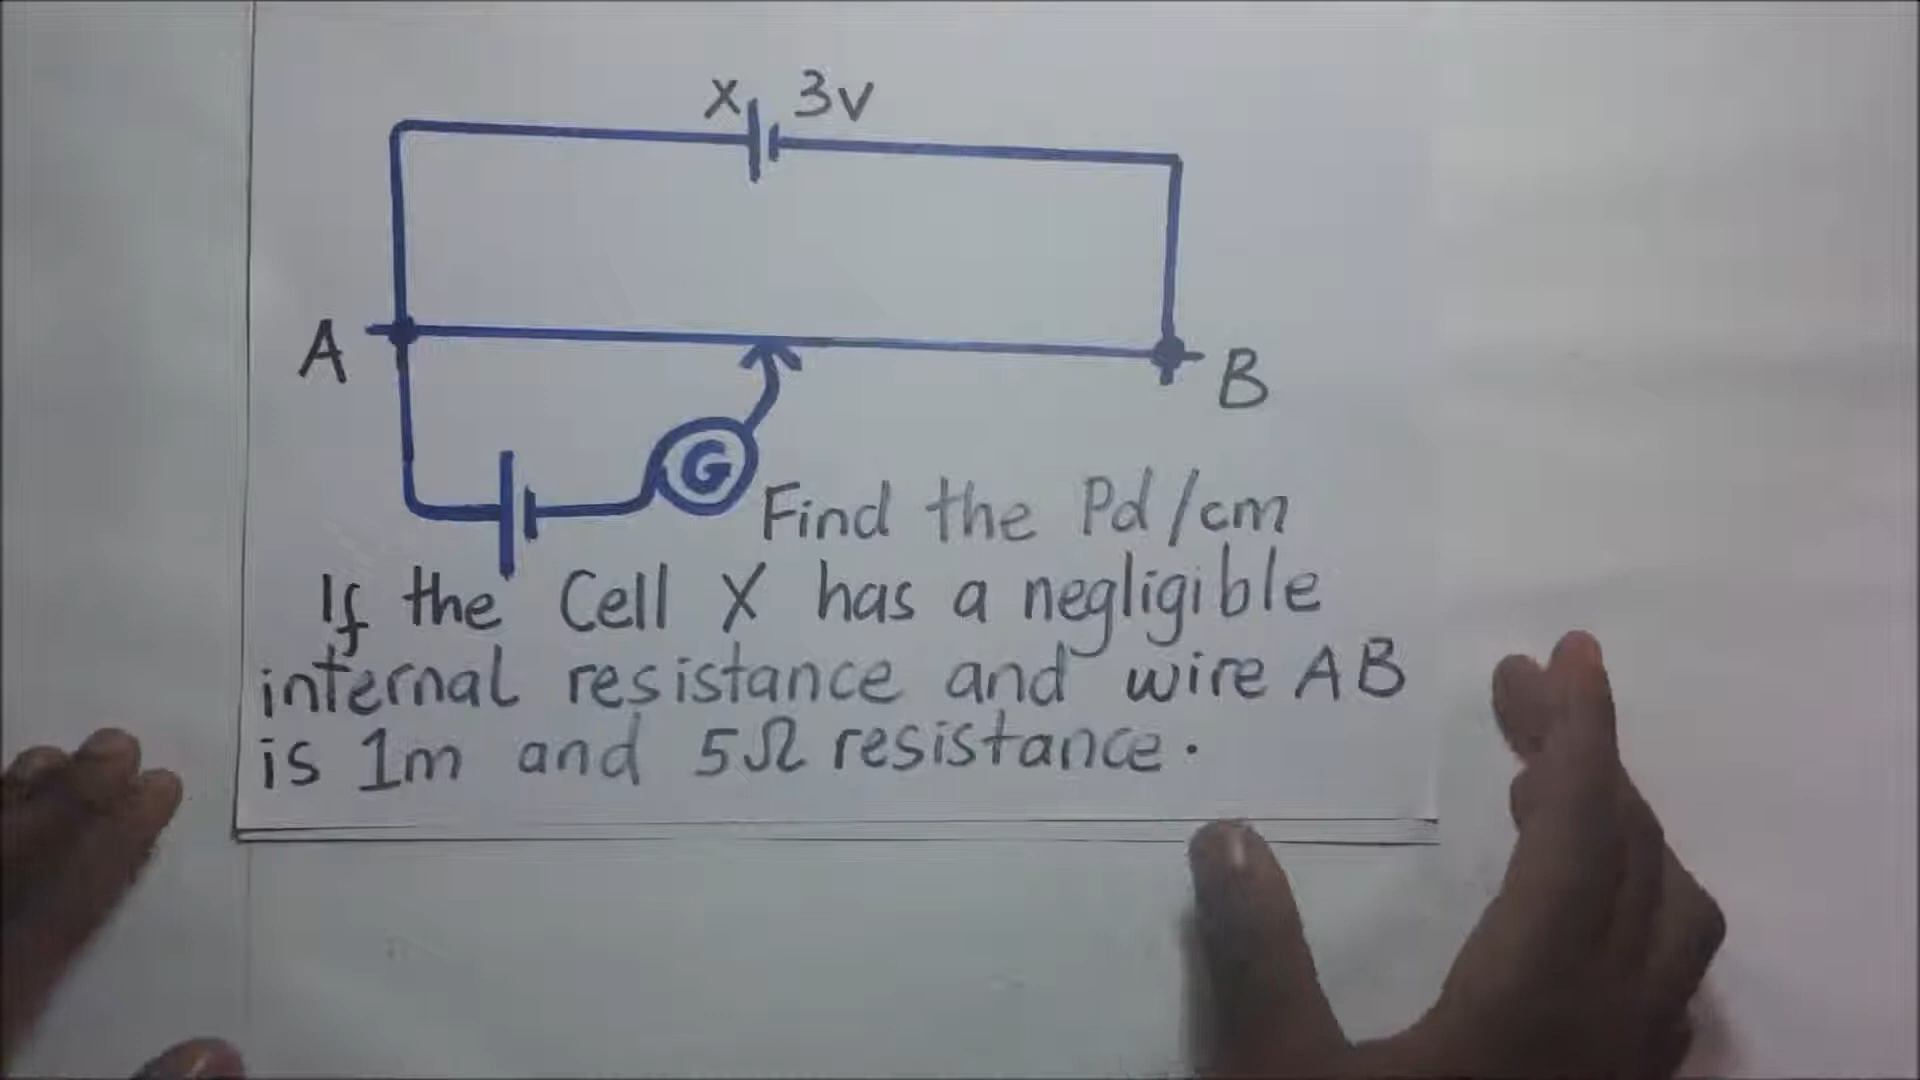 X 3v
A
B
G
Find the Pd/cm
If the Cell X has a negligible
internal resistance and wire AB
is 1m and 5Ω resistance.